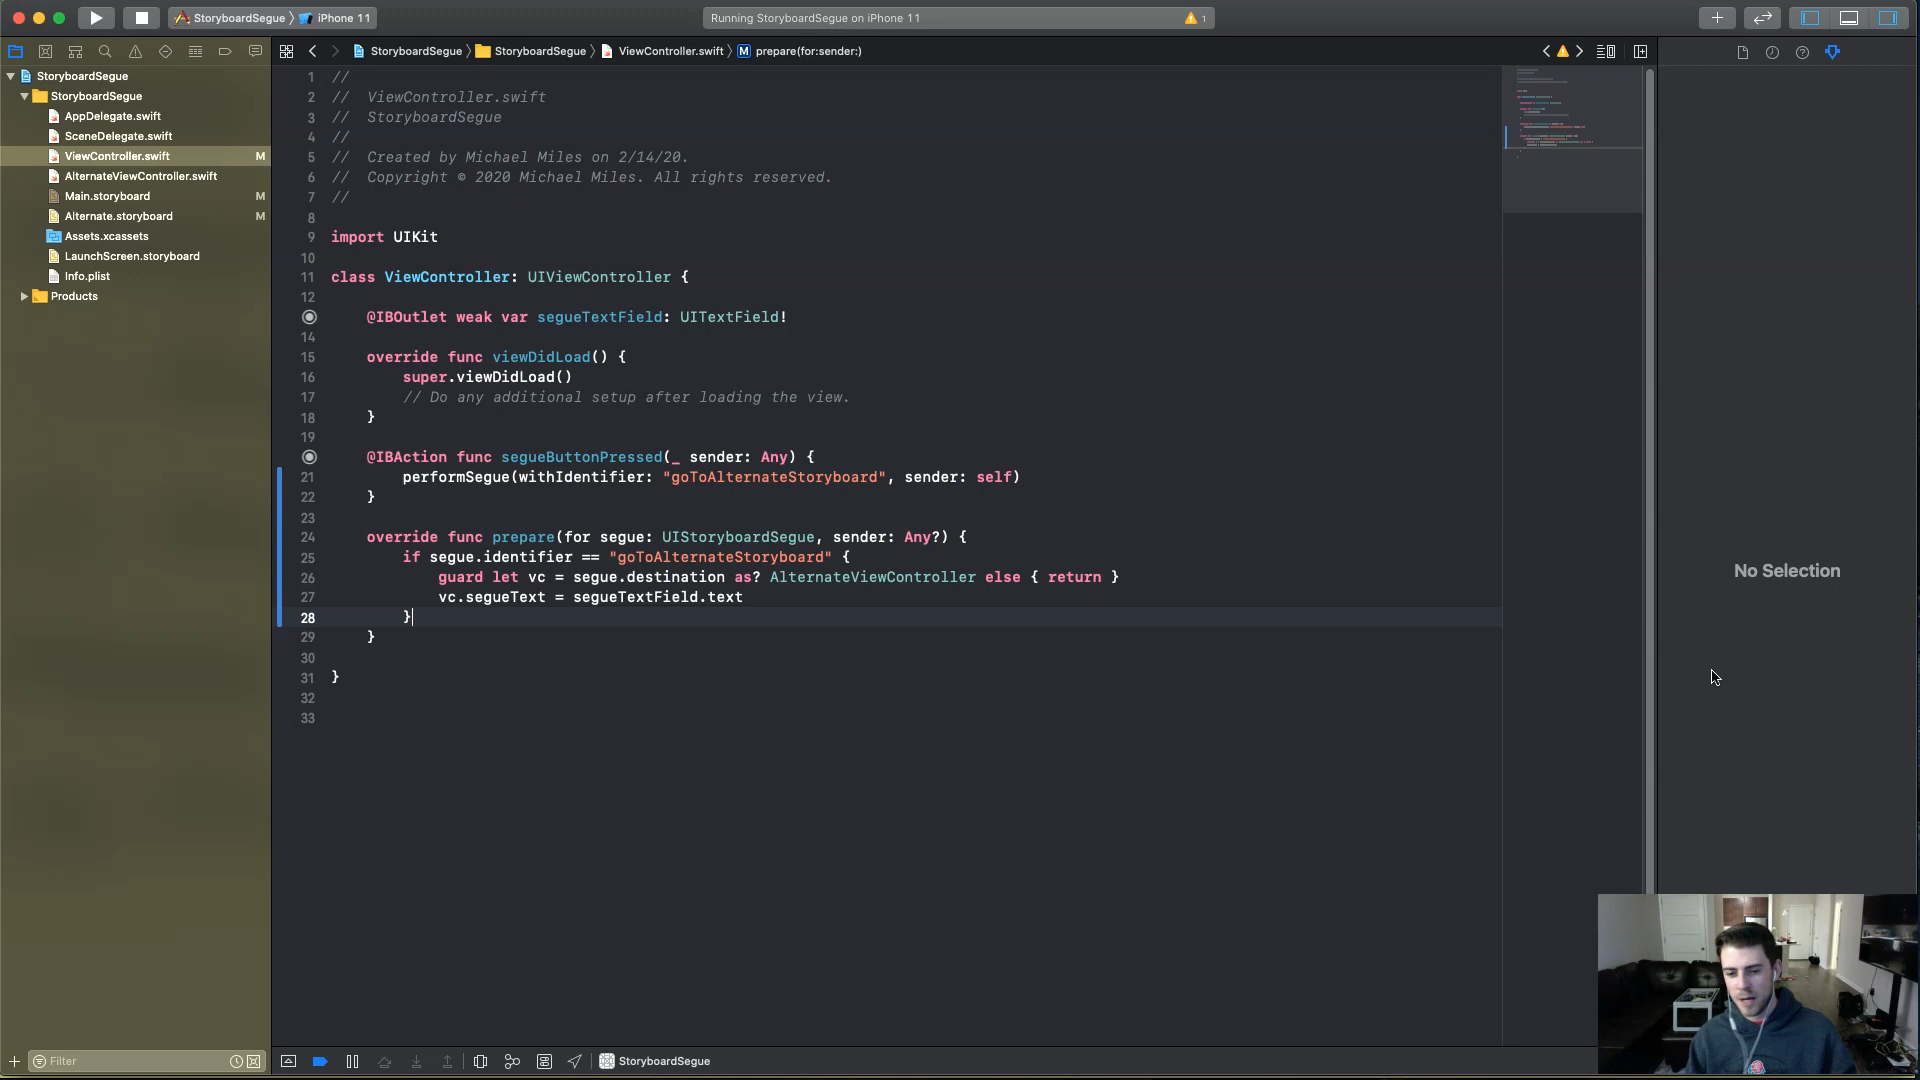 StoryboardSegue
iPhone 11
Running StoryboardSegue on iPhone 11
1
StoryboardSegue
StoryboardSegue
ViewController.swift
M prepare(for:sender:)
StoryboardSegue
StoryboardSegue
AppDelegate.swift
SceneDelegate.swift
ViewController.swift M
AlternateViewController.swift
Main.storyboard M
Alternate.storyboard M
Assets.xcassets
LaunchScreen.storyboard
Info.plist
Products
Filter
1 //
2 //  ViewController.swift
3 //  StoryboardSegue
4 //
5 //  Created by Michael Miles on 2/14/20.
6 //  Copyright © 2020 Michael Miles. All rights reserved.
7 //
8
9 import UIKit
10
11 class ViewController: UIViewController {
12
@IBOutlet weak var segueTextField: UITextField!
14
15 override func viewDidLoad() {
16 super.viewDidLoad()
17 // Do any additional setup after loading the view.
18 }
19
@IBAction func segueButtonPressed(_ sender: Any) {
21 performSegue(withIdentifier: "goToAlternateStoryboard", sender: self)
22 }
23
24 override func prepare(for segue: UIStoryboardSegue, sender: Any?) {
25 if segue.identifier == "goToAlternateStoryboard" {
26 guard let vc = segue.destination as? AlternateViewController else { return }
27 vc.segueText = segueTextField.text
28 }
29 }
30
31 }
32
33
No Selection
StoryboardSegue